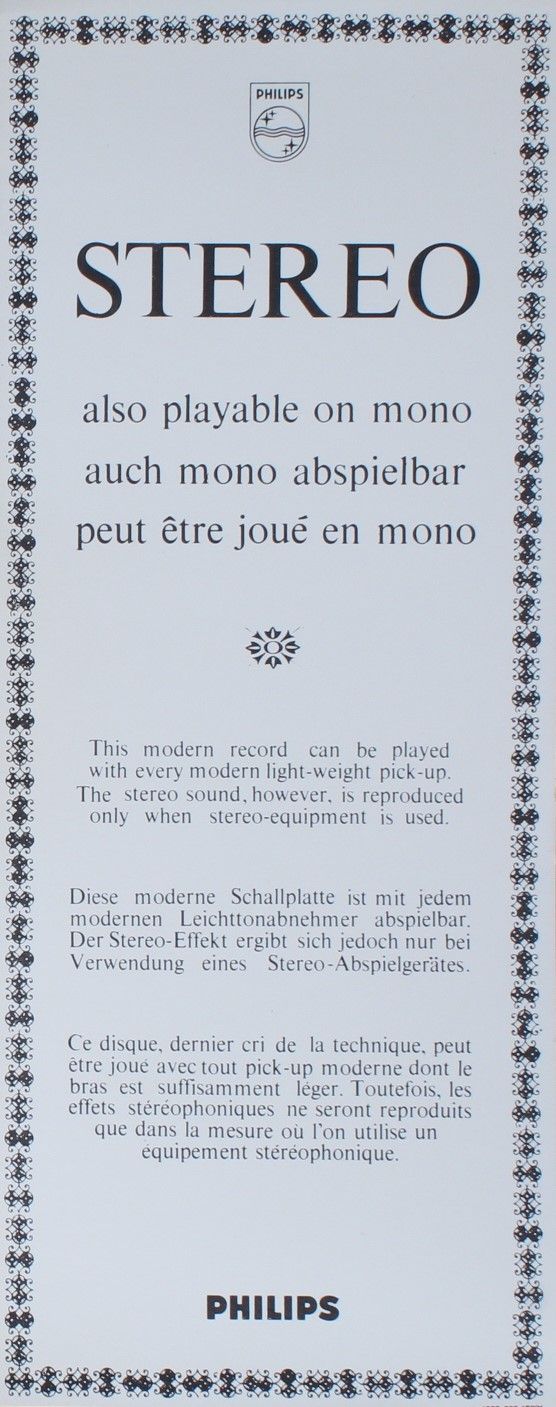 PHILIPS
STEREO
also playable on mono
auch mono abspielbar
peut être joué en mono
This modern record can be played
with every modern light-weight pick-up.
The stereo sound, however, is reproduced
only when stereo-equipment is used.
Diese moderne Schallplatte ist mit jedem
modernen Leichttonabnehmer abspielbar.
Der Stereo-Effekt ergibt sich jedoch nur bei
Verwendung eines Stereo-Abspielgerätes.
Ce disque, dernier cri de la technique, peut
être joué avec tout pick-up moderne dont le
bras est suffisamment léger. Toutefois, les
effets stéréophoniques ne seront reproduits
que dans la mesure où l'on utilise un
équipement stéréophonique.
PHILIPS